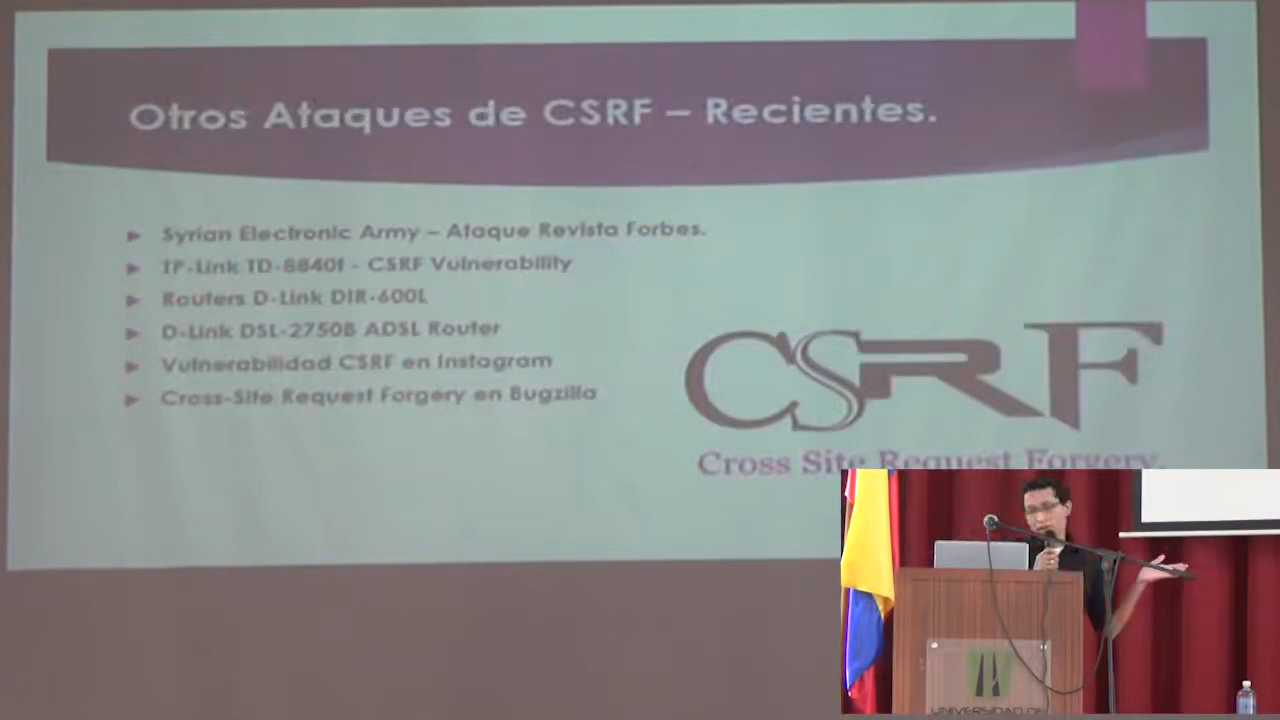 Otros Ataques de CSRF – Recientes.
Syrian Electronic Army – Ataque Revista Forbes.
TP-Link TD-8840t - CSRF Vulnerability
Routers D-Link DIR-600L
D-Link DSL-2750B ADSL Router
Vulnerabilidad CSRF en Instagram
Cross-Site Request Forgery en Bugzilla
CSRF
Cross Site Request Forgery.
UNIVERSIDAD DE